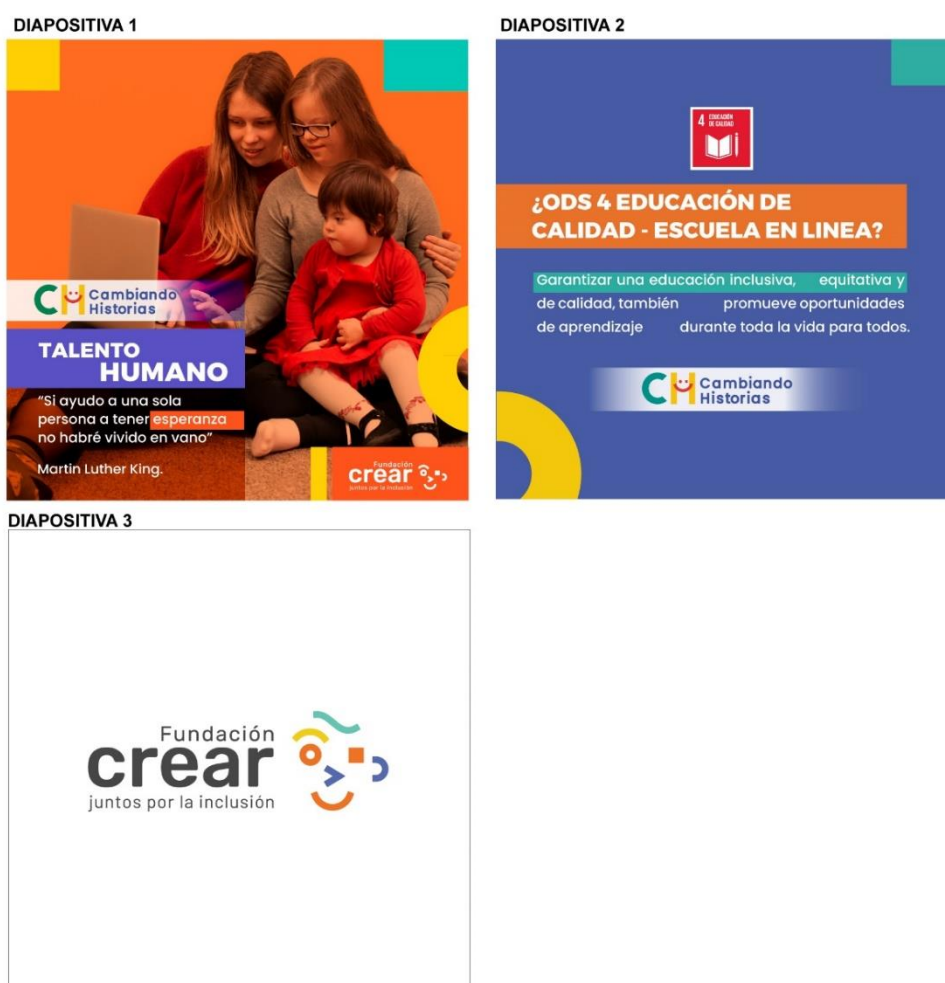 DIAPOSITIVA 1
Cambiando
Historias
TALENTO
HUMANO
“Si ayudo a una sola
persona a tener esperanza
no habré vivido en vano”
Martin Luther King.
Fundación
crear
juntos por la inclusión
DIAPOSITIVA 2
4 EDUCACIÓN
DE CALIDAD
¿ODS 4 EDUCACIÓN DE
CALIDAD - ESCUELA EN LINEA?
Garantizar una educación inclusiva, equitativa y
de calidad, también promueve oportunidades
de aprendizaje durante toda la vida para todos.
CH Cambiando
Historias
DIAPOSITIVA 3
Fundación
crear
juntos por la inclusión